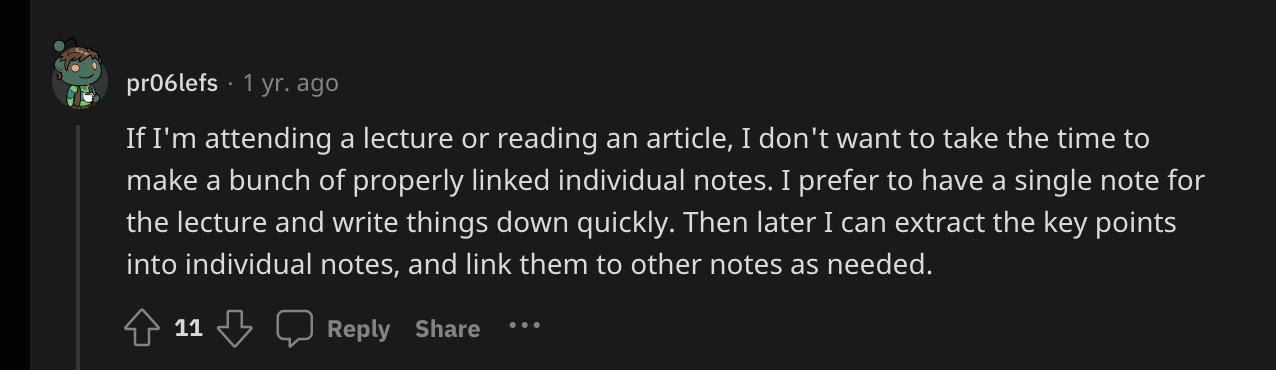 pr06lefs · 1 yr. ago
If I'm attending a lecture or reading an article, I don't want to take the time to
make a bunch of properly linked individual notes. I prefer to have a single note for
the lecture and write things down quickly. Then later I can extract the key points
into individual notes, and link them to other notes as needed.
11 Reply Share ···